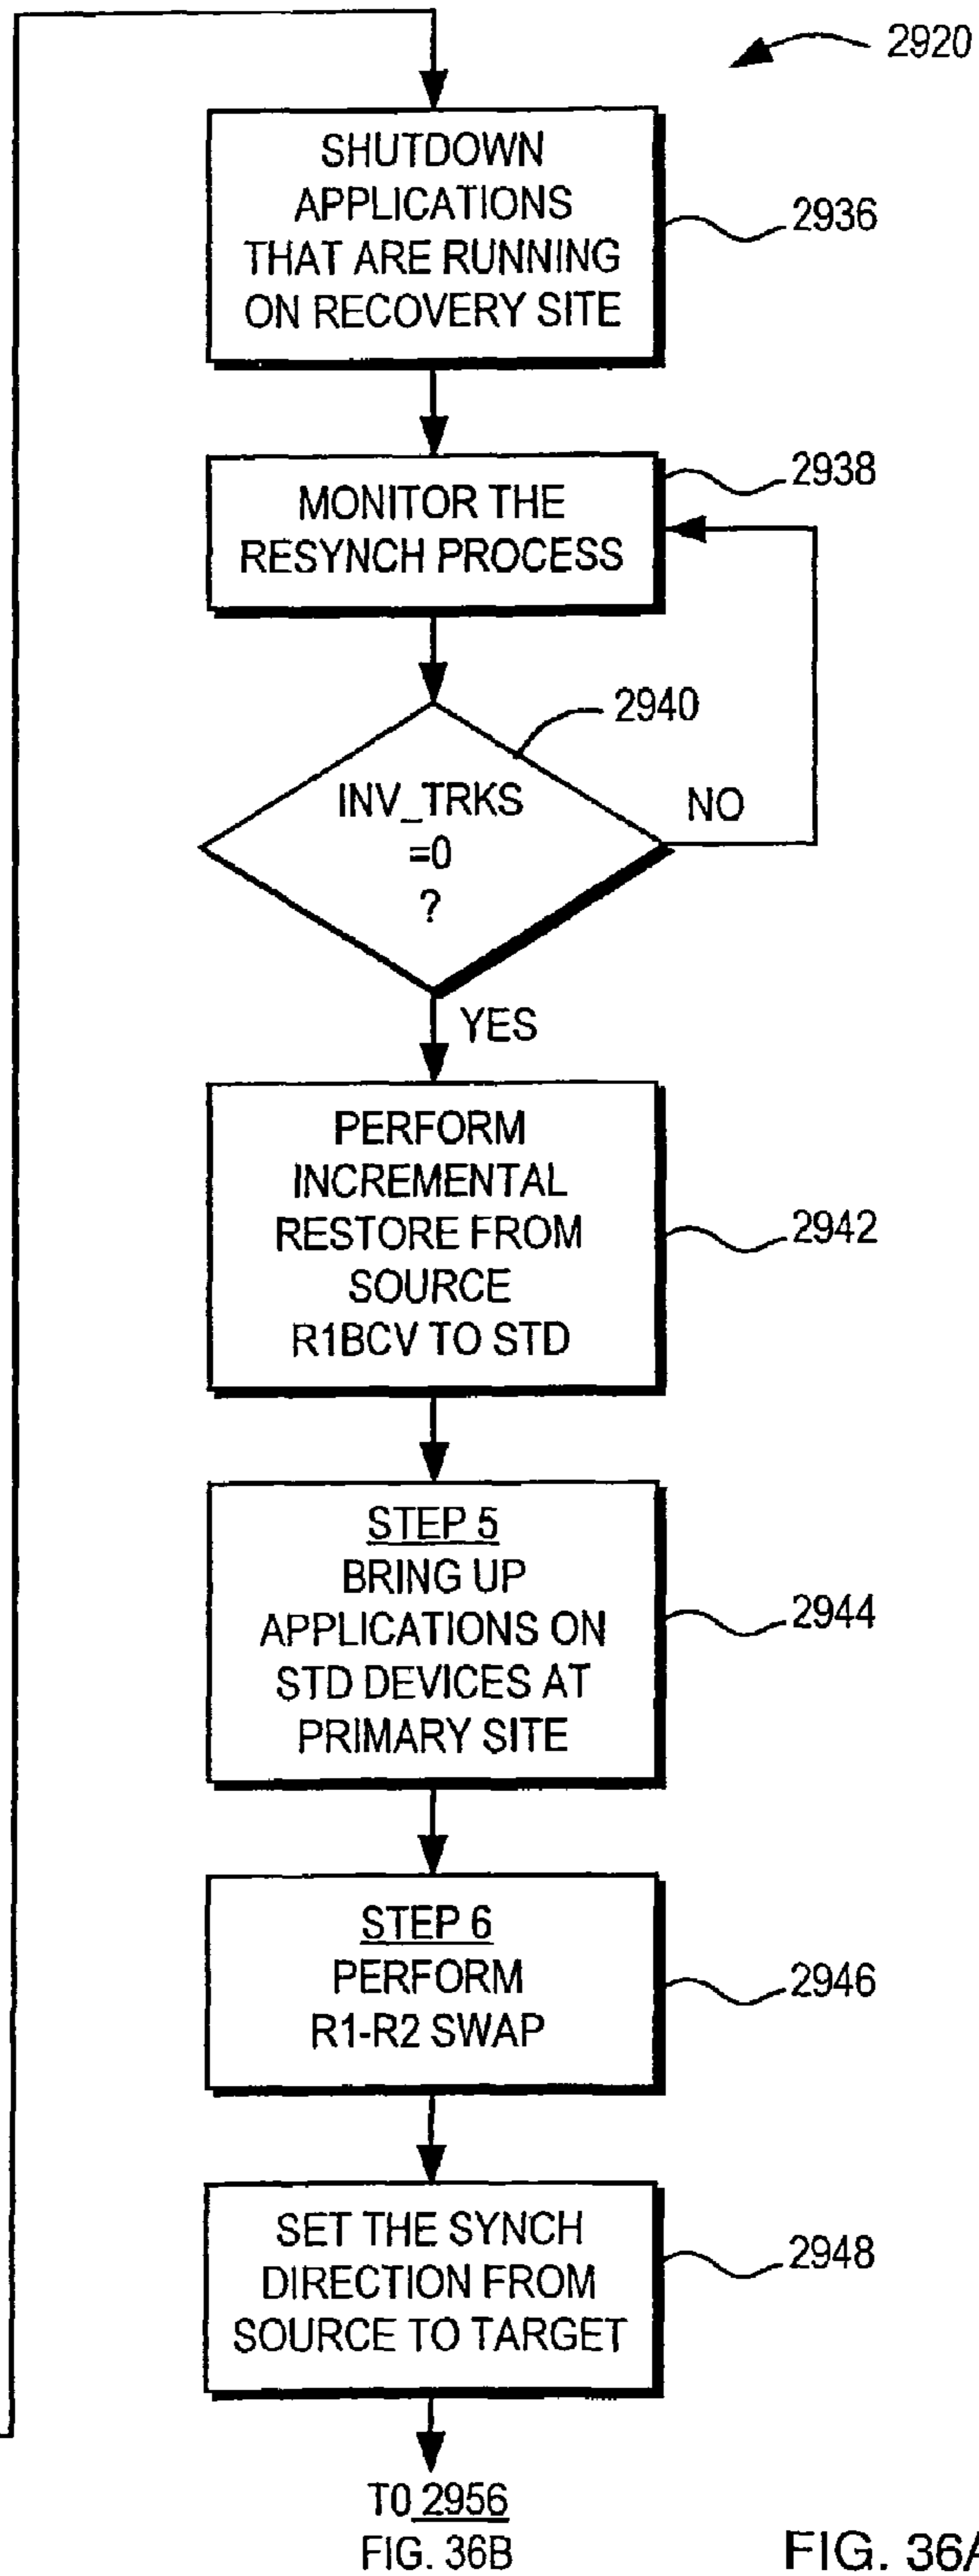 2920
SHUTDOWN
APPLICATIONS
THAT ARE RUNNING
ON RECOVERY SITE
2936
MONITOR THE
RESYNCH PROCESS
2938
INV_TRKS
=0
?
2940
NO
YES
PERFORM
INCREMENTAL
RESTORE FROM
SOURCE
R1BCV TO STD
2942
STEP 5
BRING UP
APPLICATIONS ON
STD DEVICES AT
PRIMARY SITE
2944
STEP 6
PERFORM
R1-R2 SWAP
2946
SET THE SYNCH
DIRECTION FROM
SOURCE TO TARGET
2948
TO 2956
FIG. 36B
FIG. 36A